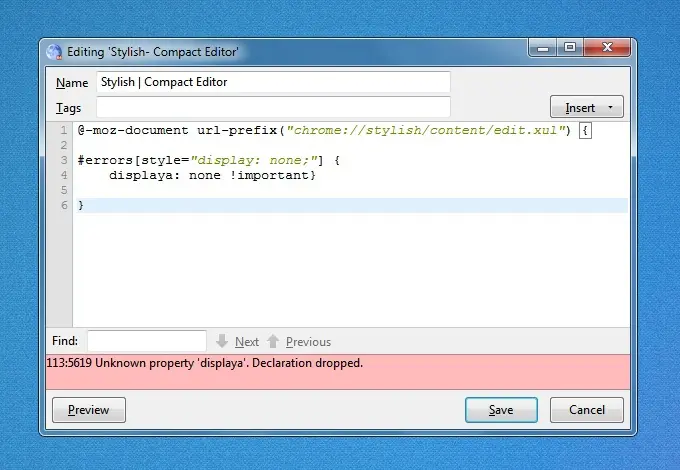 Editing 'Stylish- Compact Editor'
Name Stylish | Compact Editor
Tags
Insert
1 @-moz-document url-prefix("chrome://stylish/content/edit.xul") {
2
3 #errors[style="display: none;"] {
4 displaya: none !important}
5
6 }
Find: Next Previous
113:5619 Unknown property 'displaya'. Declaration dropped.
Preview Save Cancel